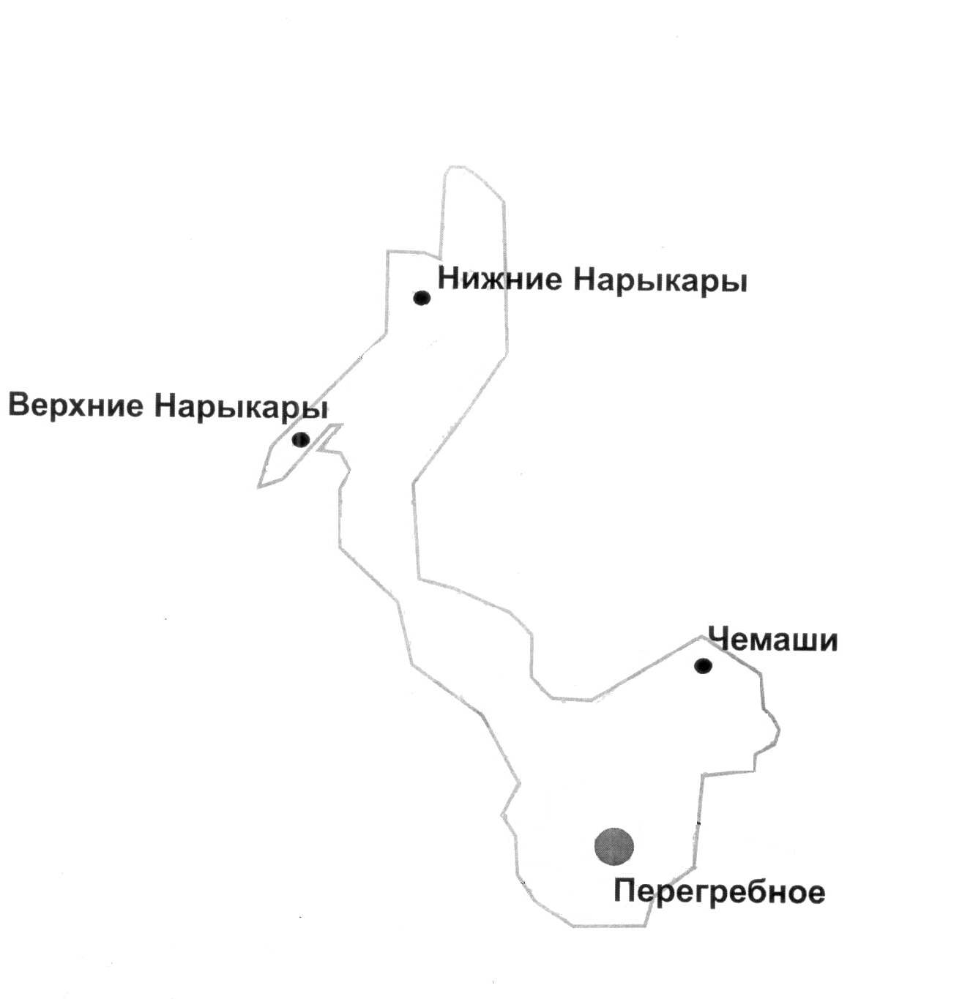 Нижние Нарыкары
Верхние Нарыкары
Чемаши
Перегребное